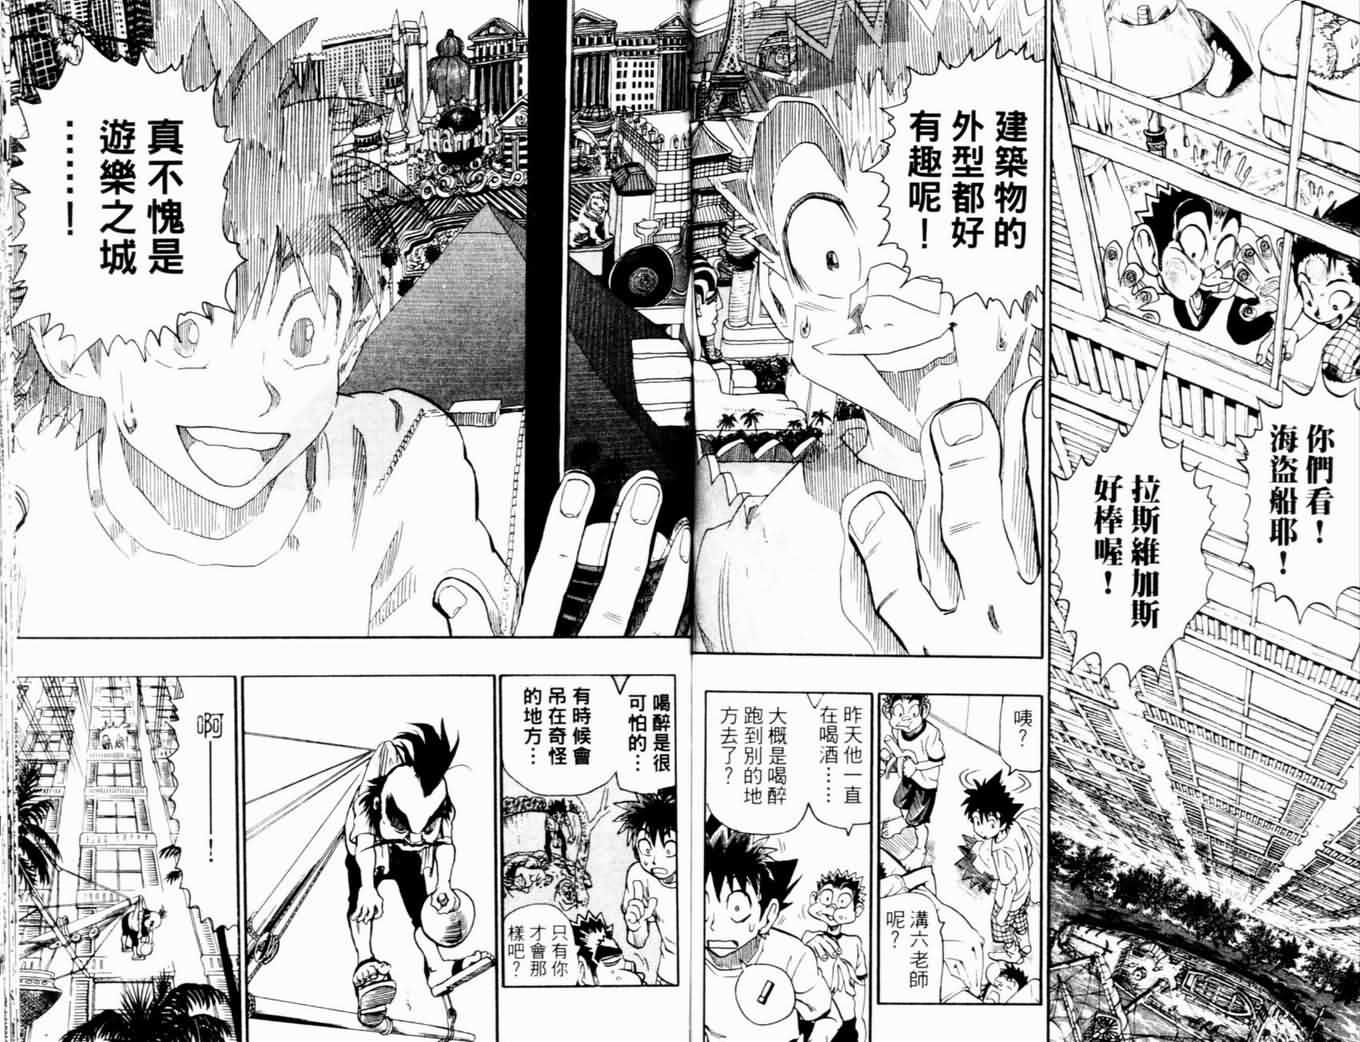 你們看！
海盜船耶！
拉斯維加斯
好棒喔！
建築物的
外型都好
有趣呢！
真不愧是
遊樂之城
……！
咦？
溝六老師
呢？
昨天他一直
在喝酒……
大概是喝醉
跑到別的地
方去了？
！
喝醉是很
可怕的…
有時候會
吊在奇怪
的地方…
只有你
才會那
樣吧？
啊——！